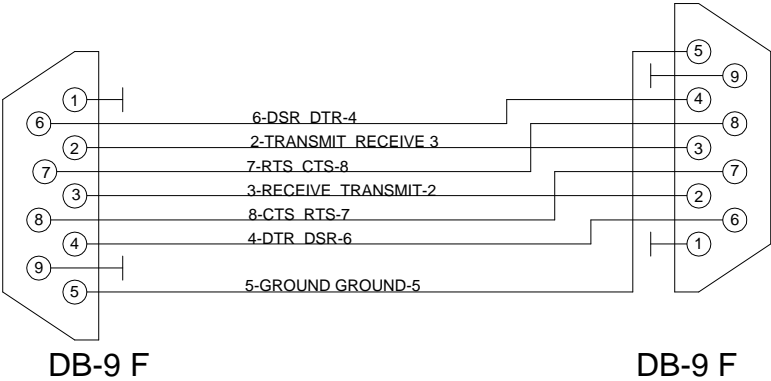 5
9
1
4
6
6-DSR DTR-4
8
2
2-TRANSMIT RECEIVE 3
3
7
7-RTS CTS-8
7
3
3-RECEIVE TRANSMIT-2
2
8
8-CTS RTS-7
6
4
4-DTR DSR-6
1
9
5
5-GROUND GROUND-5
DB-9 F
DB-9 F